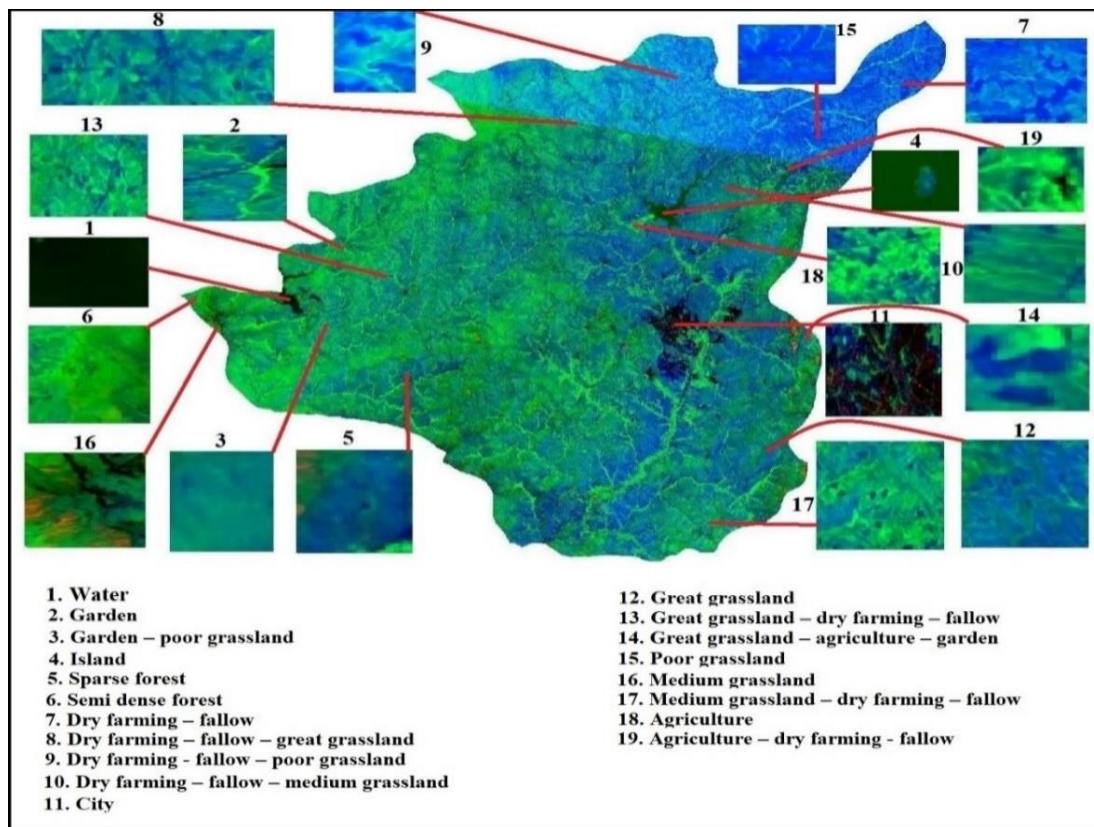 8
9
15
7
13
2
4
19
1
18
10
6
11
14
16
3
5
12
17
1. Water
2. Garden
3. Garden – poor grassland
4. Island
5. Sparse forest
6. Semi dense forest
7. Dry farming – fallow
8. Dry farming – fallow – great grassland
9. Dry farming - fallow – poor grassland
10. Dry farming – fallow – medium grassland
11. City
12. Great grassland
13. Great grassland – dry farming – fallow
14. Great grassland – agriculture – garden
15. Poor grassland
16. Medium grassland
17. Medium grassland – dry farming – fallow
18. Agriculture
19. Agriculture – dry farming - fallow